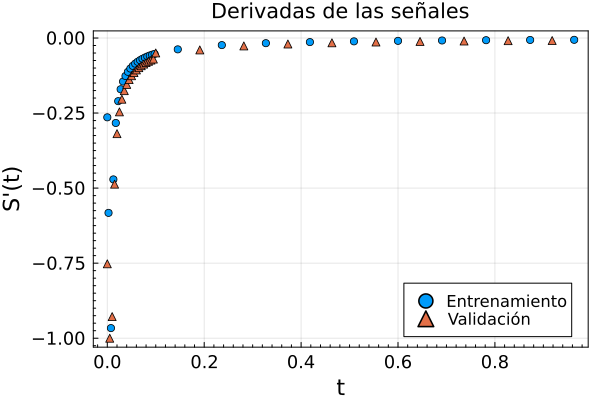 Derivadas de las señales
S'(t)
0.00
−0.25
−0.50
−0.75
−1.00
0.0 0.2 0.4 0.6 0.8
t
Entrenamiento
Validación